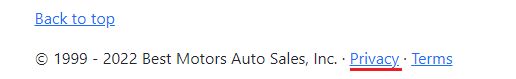 Back to top
© 1999 - 2022 Best Motors Auto Sales, Inc. · Privacy · Terms